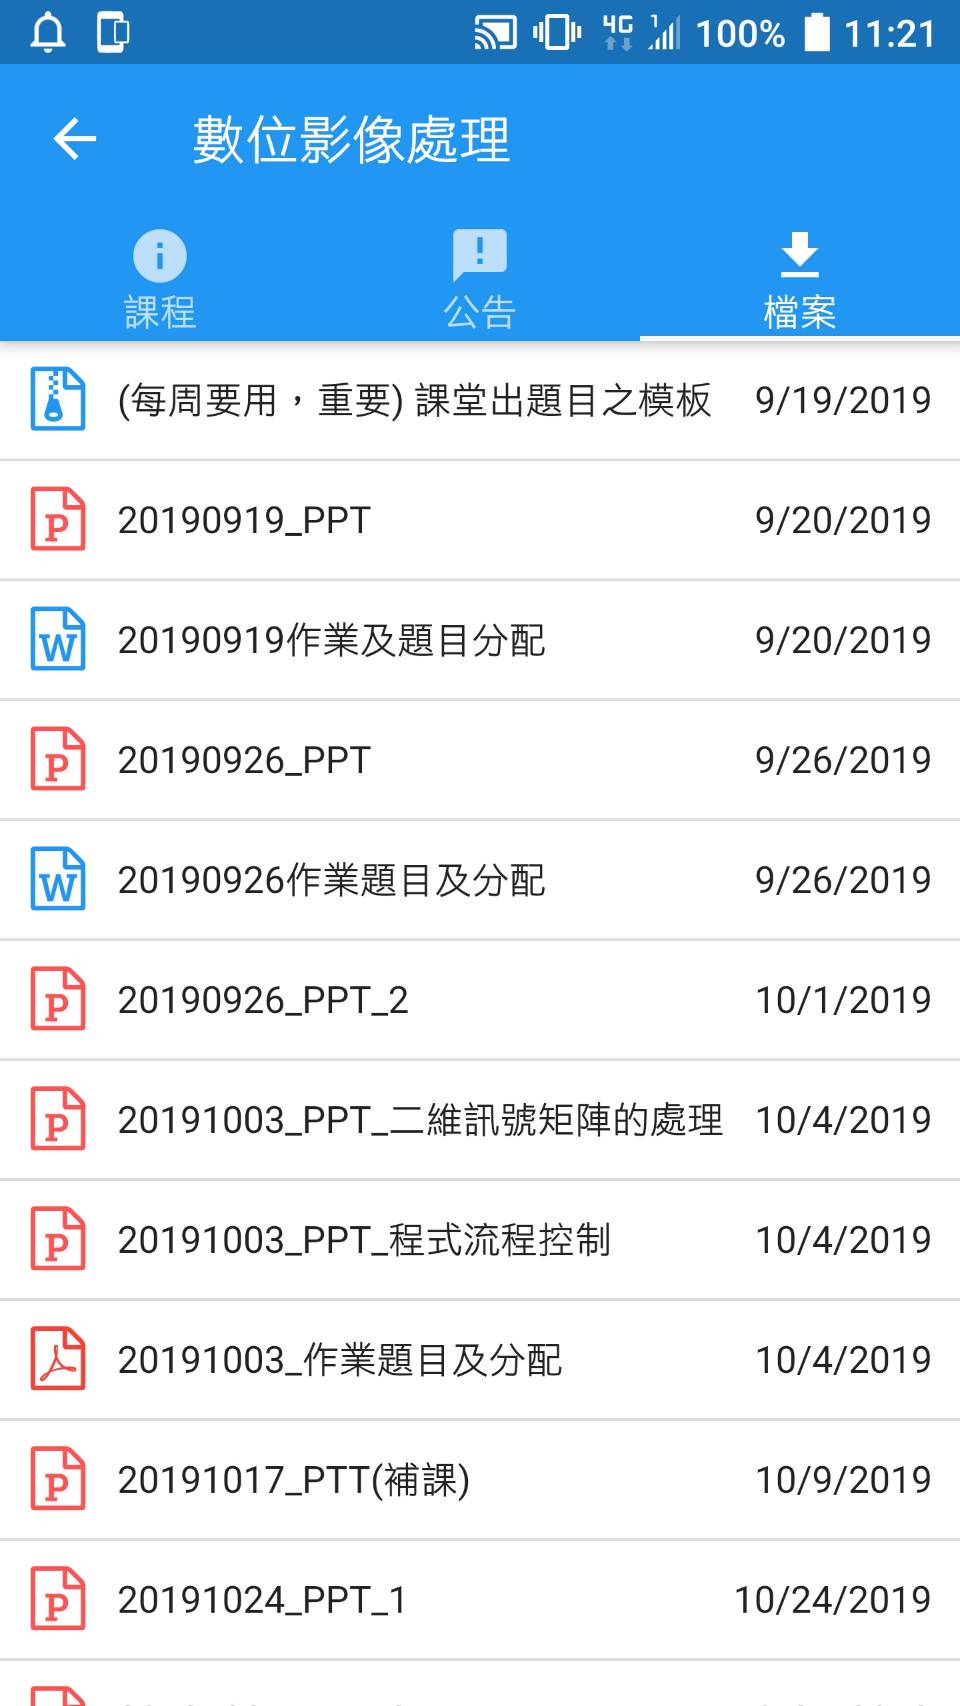 4G 1 100% 11:21
數位影像處理
課程 公告 檔案
(每周要用，重要) 課堂出題目之模板 9/19/2019
20190919_PPT 9/20/2019
20190919作業及題目分配 9/20/2019
20190926_PPT 9/26/2019
20190926作業題目及分配 9/26/2019
20190926_PPT_2 10/1/2019
20191003_PPT_二維訊號矩陣的處理 10/4/2019
20191003_PPT_程式流程控制 10/4/2019
20191003_作業題目及分配 10/4/2019
20191017_PTT(補課) 10/9/2019
20191024_PPT_1 10/24/2019